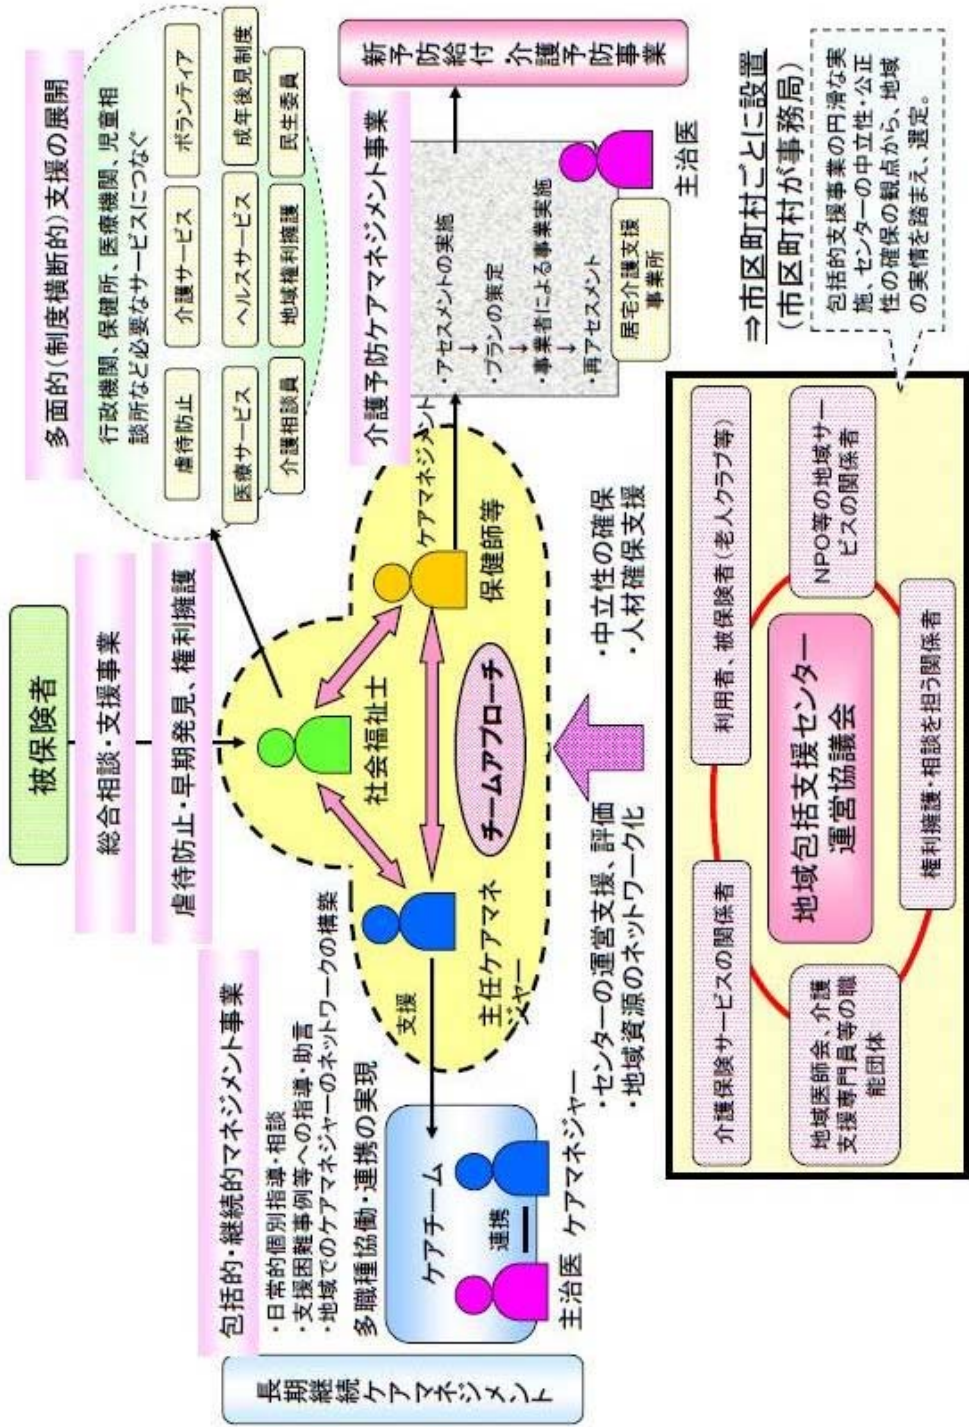 被保険者
総合相談・支援事業
虐待防止・早期発見、権利擁護
多面的(制度横断的)支援の展開
行政機関、保健所、医療機関、児童相
談所など必要なサービスにつなぐ
虐待防止
介護サービス
ボランティア
医療サービス
ヘルスサービス
成年後見制度
介護相談員
地域権利擁護
民生委員
包括的・継続的マネジメント事業
・日常的個別指導・相談
・支援困難事例等への指導・助言
・地域でのケアマネジャーのネットワークの構築
多職種協働・連携の実現
長期継続ケアマネジメント
ケアチーム
連携
主治医
ケアマネジャー
支援
社会福祉士
主任ケアマネ
ジャー
保健師等
チームアプローチ
ケアマネジメント
介護予防ケアマネジメント事業
・アセスメントの実施
↓
・プランの策定
↓
・事業者による事業実施
↓
・再アセスメント
居宅介護支援
事業所
主治医
新予防給付・介護予防事業
・センターの運営支援、評価
・地域資源のネットワーク化
・中立性の確保
・人材確保支援
介護保険サービスの関係者
利用者、被保険者(老人クラブ等)
地域医師会、介護
支援専門員等の職
能団体
地域包括支援センター
運営協議会
NPO等の地域サー
ビスの関係者
権利擁護・相談を担う関係者
⇒市区町村ごとに設置
(市区町村が事務局)
包括的支援事業の円滑な実
施、センターの中立性・公正
性の確保の観点から、地域
の実情を踏まえ、選定。